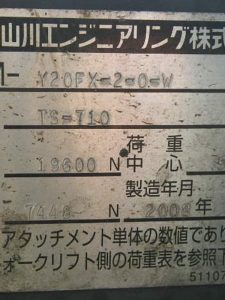 山川エンジニアリング株式
Y20FX-2-0-W
TS-710
荷重
19600 N 中心
製造年月
7448 2008 年
アタッチメント単体の数値であり
ォークリフト側の荷重表を参照
51107